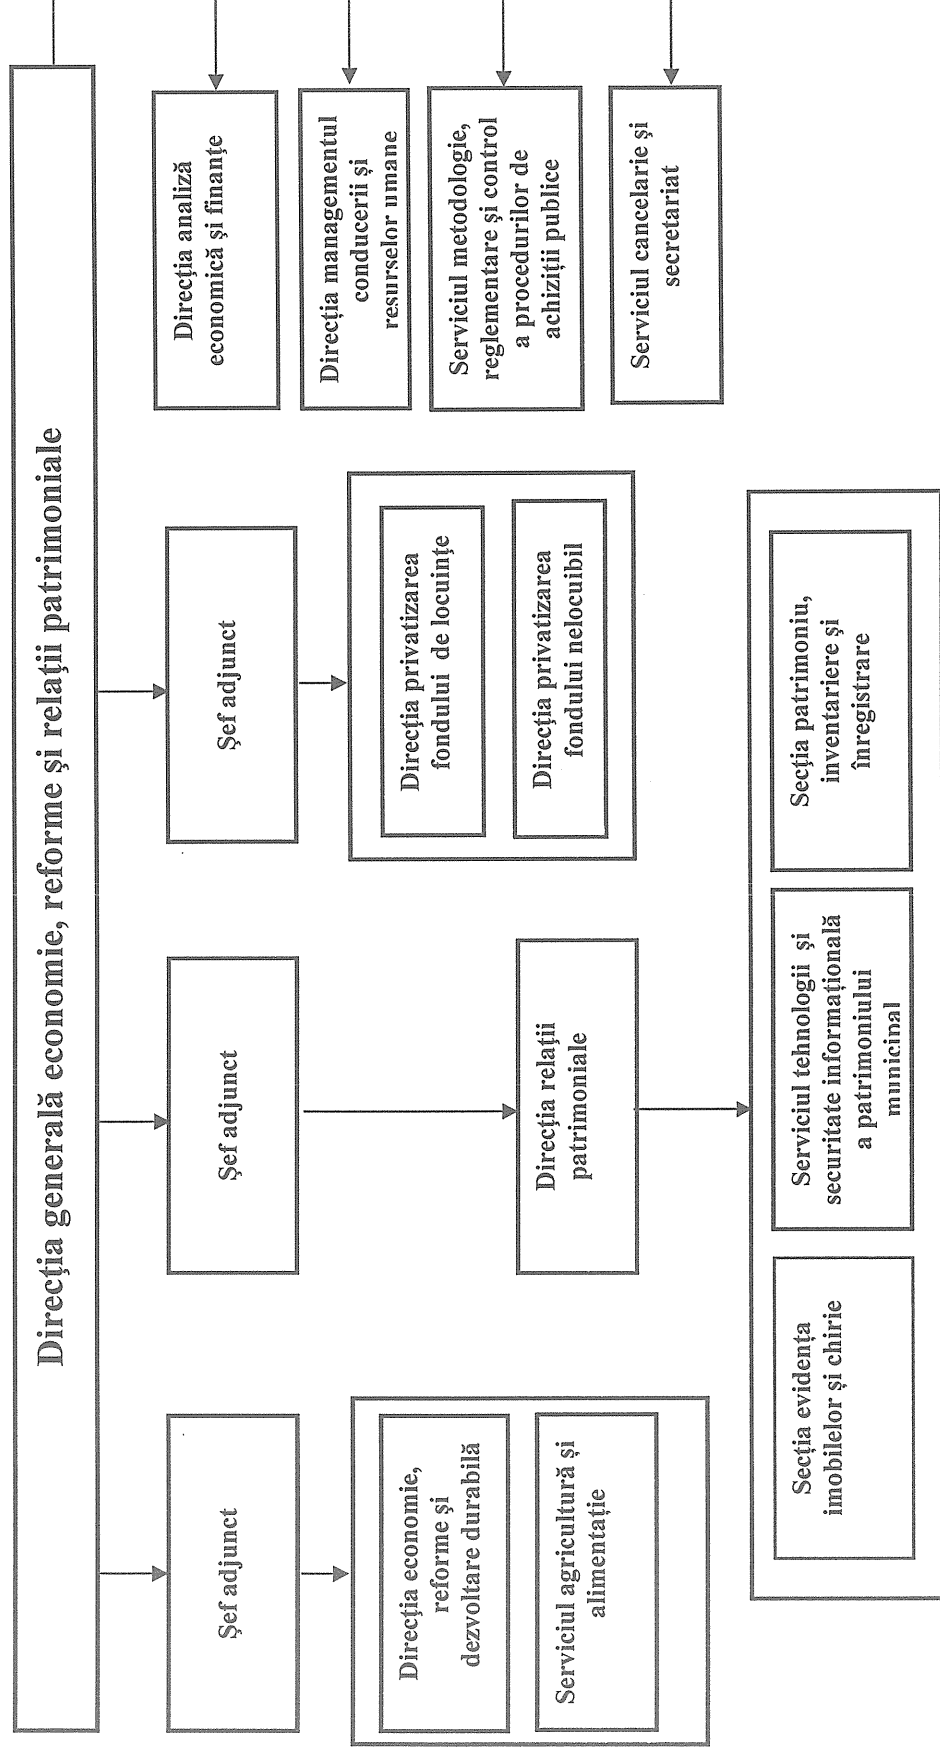 Direcția generală economie, reforme și relații patrimoniale
Șef adjunct
Șef adjunct
Șef adjunct
Direcția analiză
economică și finanțe
Direcția managementul
conducerii și
resurselor umane
Serviciul metodologie,
reglementare și control
a procedurilor de
achiziții publice
Serviciul cancelarie și
secretariat
Direcția economie,
reforme și
dezvoltare durabilă
Serviciul agricultură și
alimentație
Direcția relații
patrimoniale
Direcția privatizarea
fondului de locuințe
Direcția privatizarea
fondului nelocuibil
Secția evidența
imobilelor și chirie
Serviciul tehnologii și
securitate informațională
a patrimoniului
municinal
Secția patrimoniu,
inventariere și
înregistrare